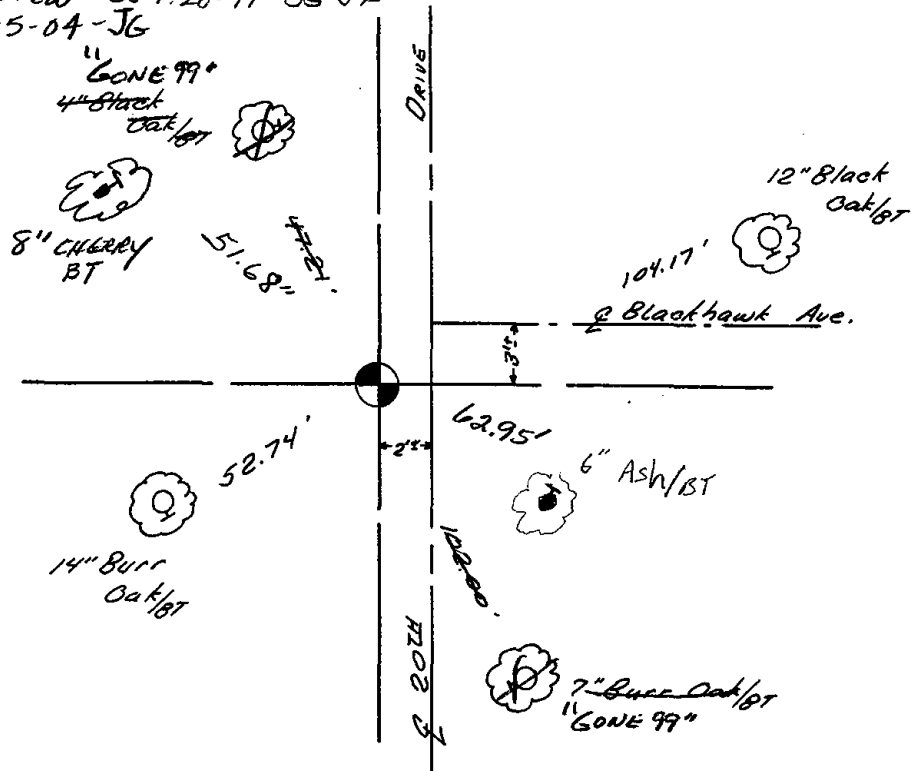 5-04-JG
"GONE 99"
4" Black
Oak/BT
8" CHERRY
BT
51.68
47.21
DRIVE
12" Black
Oak/BT
104.17'
℄ Blackhawk Ave.
3'±
2'±
62.95'
52.74'
6" Ash/BT
14" Burr
Oak/BT
℄ 20TH
7" Burr Oak/BT
"GONE 99"